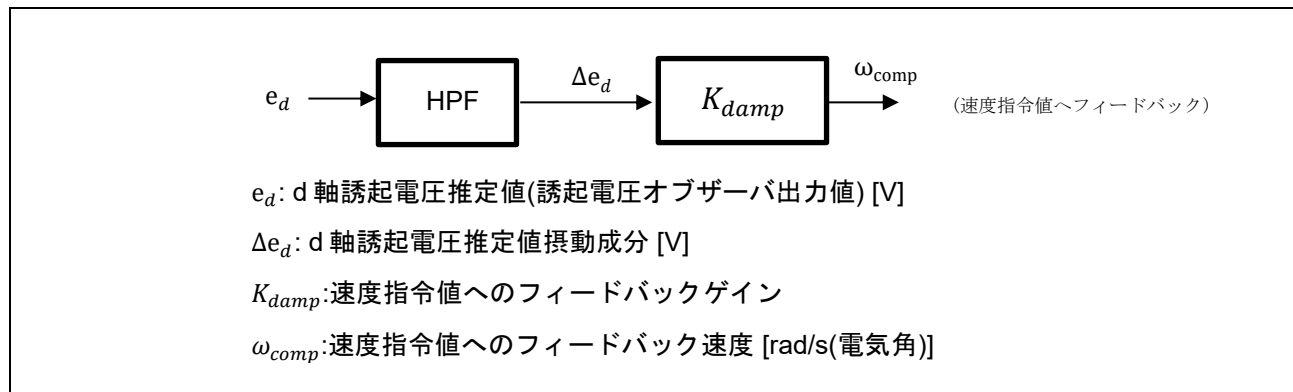 e_d HPF Δe_d K_damp ω_comp （速度指令値へフィードバック）
e_d: d 軸誘起電圧推定値(誘起電圧オブザーバ出力値) [V]
Δe_d: d 軸誘起電圧推定値摂動成分 [V]
K_damp:速度指令値へのフィードバックゲイン
ω_comp:速度指令値へのフィードバック速度 [rad/s(電気角)]